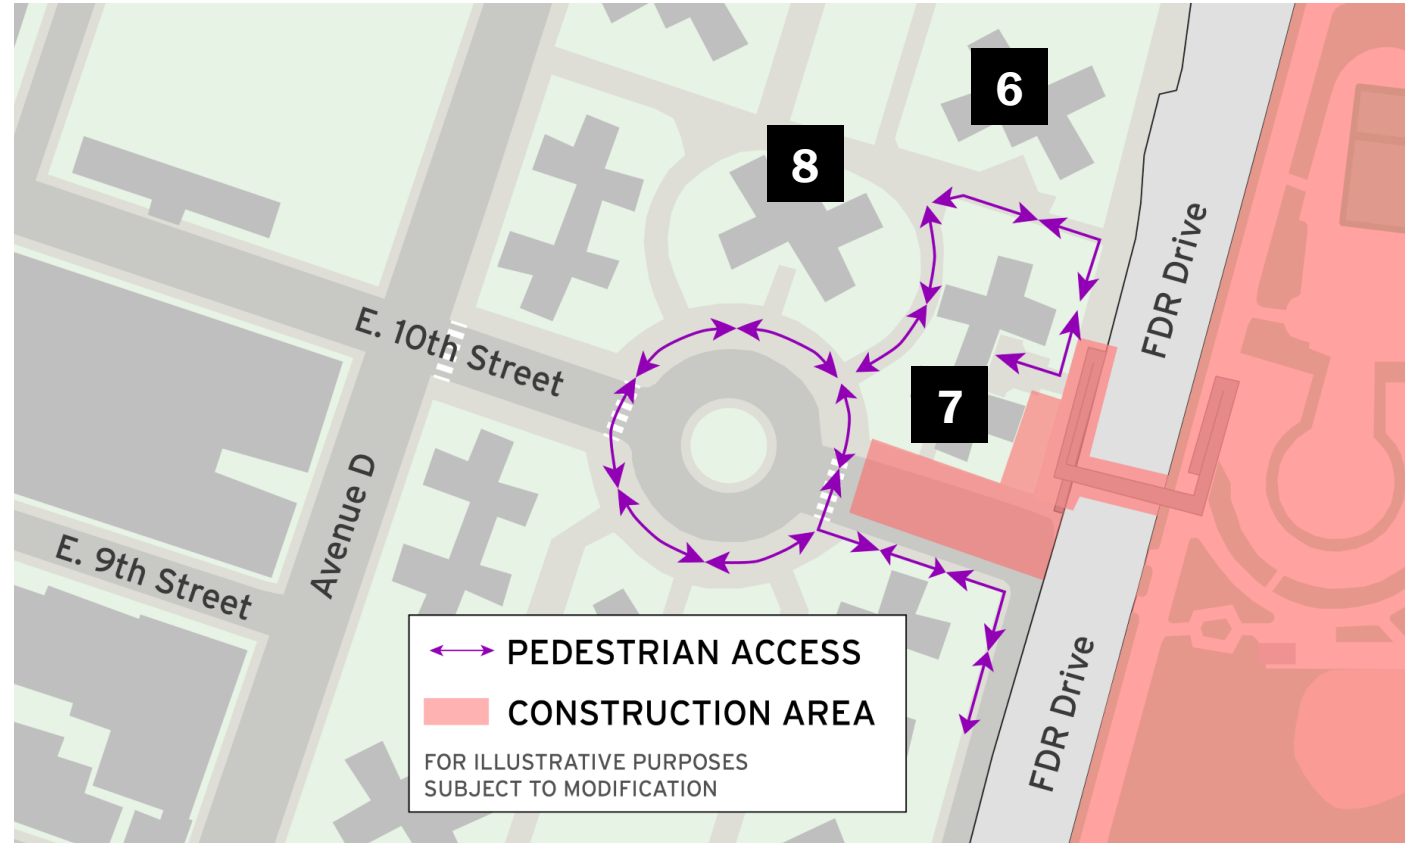 6
8
FDR Drive
E. 10th Street
7
Avenue D
E. 9th Street
PEDESTRIAN ACCESS
CONSTRUCTION AREA
FOR ILLUSTRATIVE PURPOSES
SUBJECT TO MODIFICATION
FDR Drive